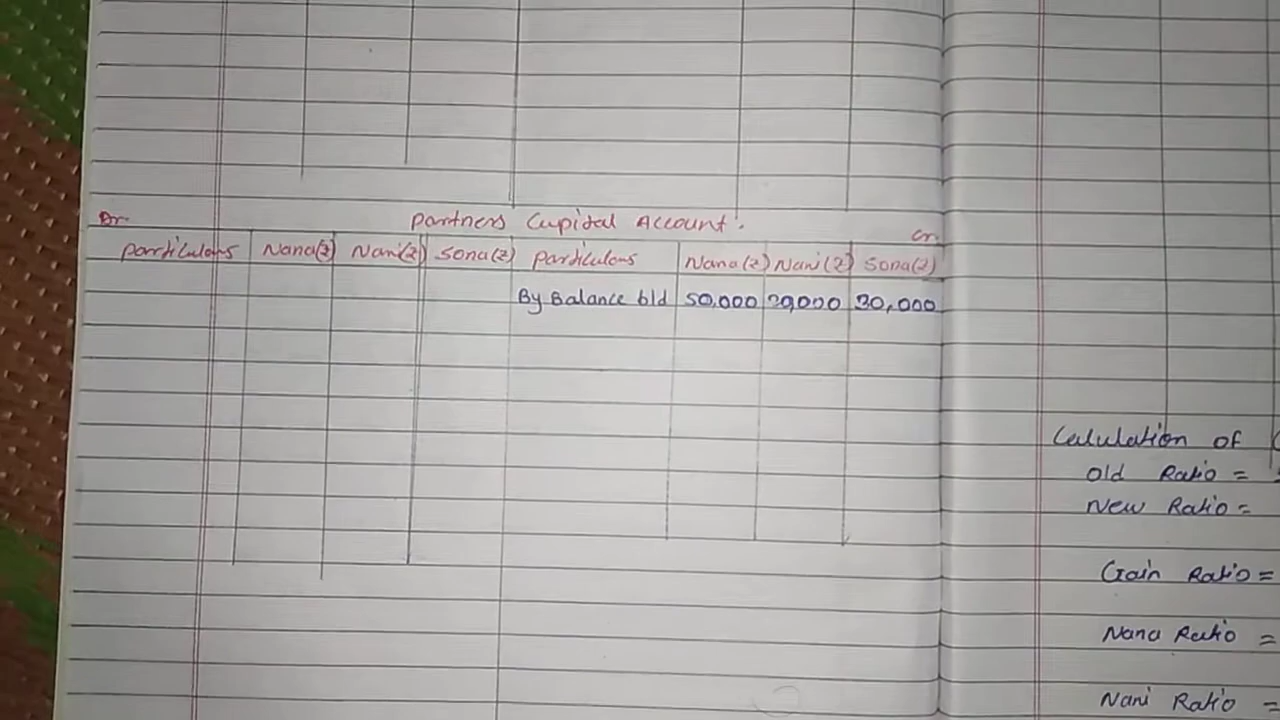 Dr. Partners Capital Account. Cr.
Particulars Nana(₹) Nani(₹) Sona(₹) Particulars Nana(₹) Nani(₹) Sona(₹)
By Balance b/d 50,000 20,000 30,000
Calulation of
Old Ratio =
New Ratio =
Gain Ratio =
Nana Ratio =
Nani Ratio =